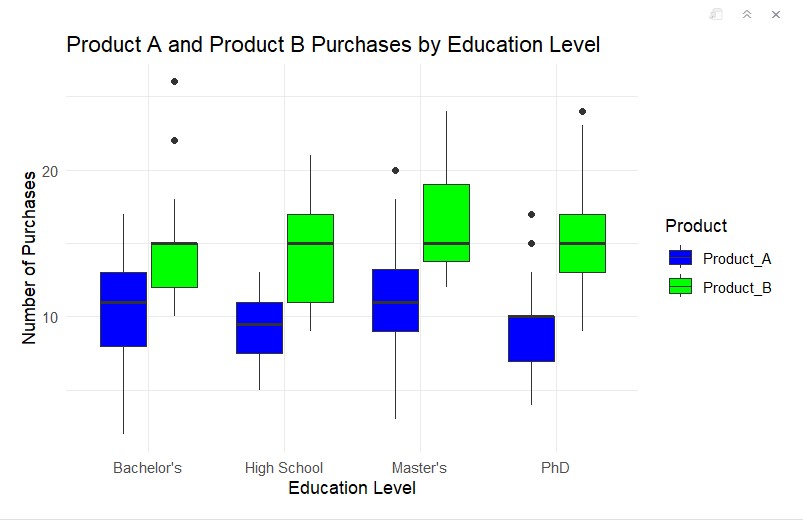 Product A and Product B Purchases by Education Level
Number of Purchases
20
10
Bachelor's
High School
Master's
PhD
Education Level
Product
Product_A
Product_B